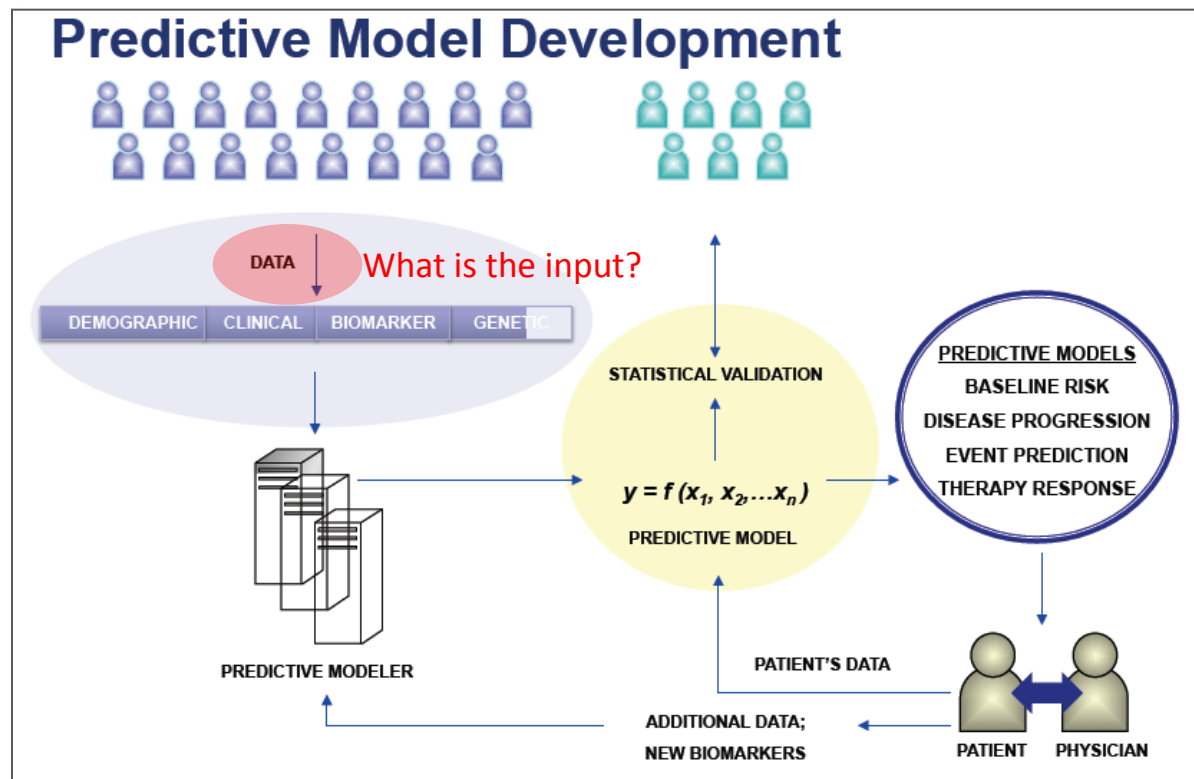 Predictive Model Development
DATA
What is the input?
DEMOGRAPHIC CLINICAL BIOMARKER GENETIC
STATISTICAL VALIDATION
y = f (x₁, x₂,...xₙ )
PREDICTIVE MODEL
PREDICTIVE MODELS
BASELINE RISK
DISEASE PROGRESSION
EVENT PREDICTION
THERAPY RESPONSE
PREDICTIVE MODELER
PATIENT'S DATA
ADDITIONAL DATA;
NEW BIOMARKERS
PATIENT PHYSICIAN